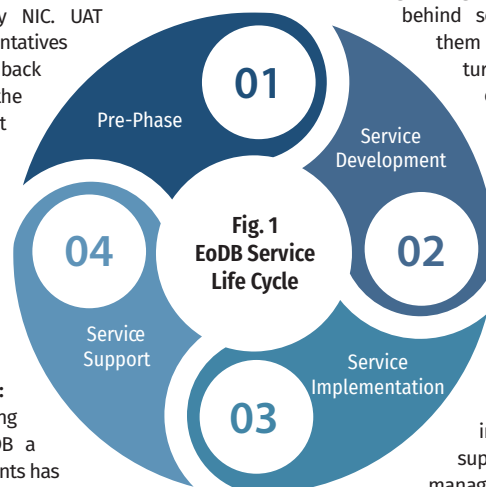 y NIC. UAT
ntatives
back
the
t
behind s
them
tur
01
Pre-Phase
Service
Development
Fig. 1
EoDB Service
Life Cycle
04
02
Service
Support
Service
Implementation
03
:
ng
DB a
nts has
i
sup
manag